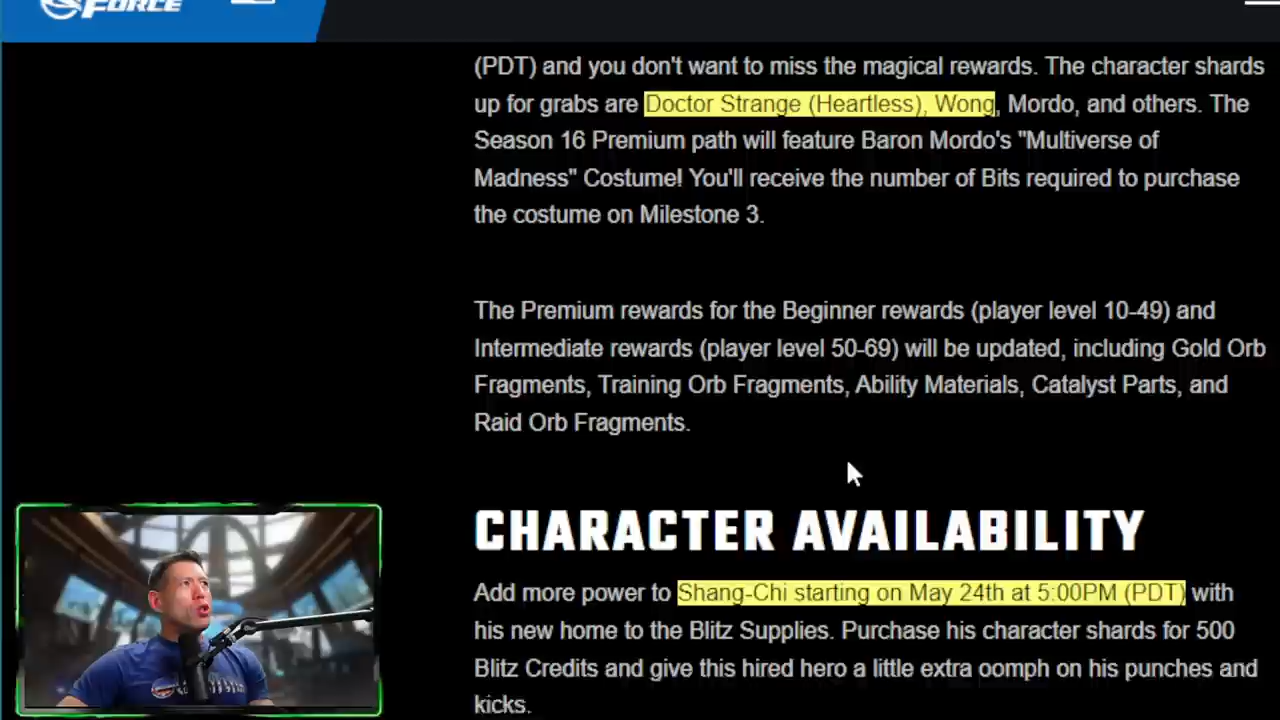 FORCE
(PDT) and you don't want to miss the magical rewards. The character shards
up for grabs are Doctor Strange (Heartless), Wong, Mordo, and others. The
Season 16 Premium path will feature Baron Mordo's "Multiverse of
Madness" Costume! You'll receive the number of Bits required to purchase
the costume on Milestone 3.
The Premium rewards for the Beginner rewards (player level 10-49) and
Intermediate rewards (player level 50-69) will be updated, including Gold Orb
Fragments, Training Orb Fragments, Ability Materials, Catalyst Parts, and
Raid Orb Fragments.
CHARACTER AVAILABILITY
Add more power to Shang-Chi starting on May 24th at 5:00PM (PDT) with
his new home to the Blitz Supplies. Purchase his character shards for 500
Blitz Credits and give this hired hero a little extra oomph on his punches and
kicks.